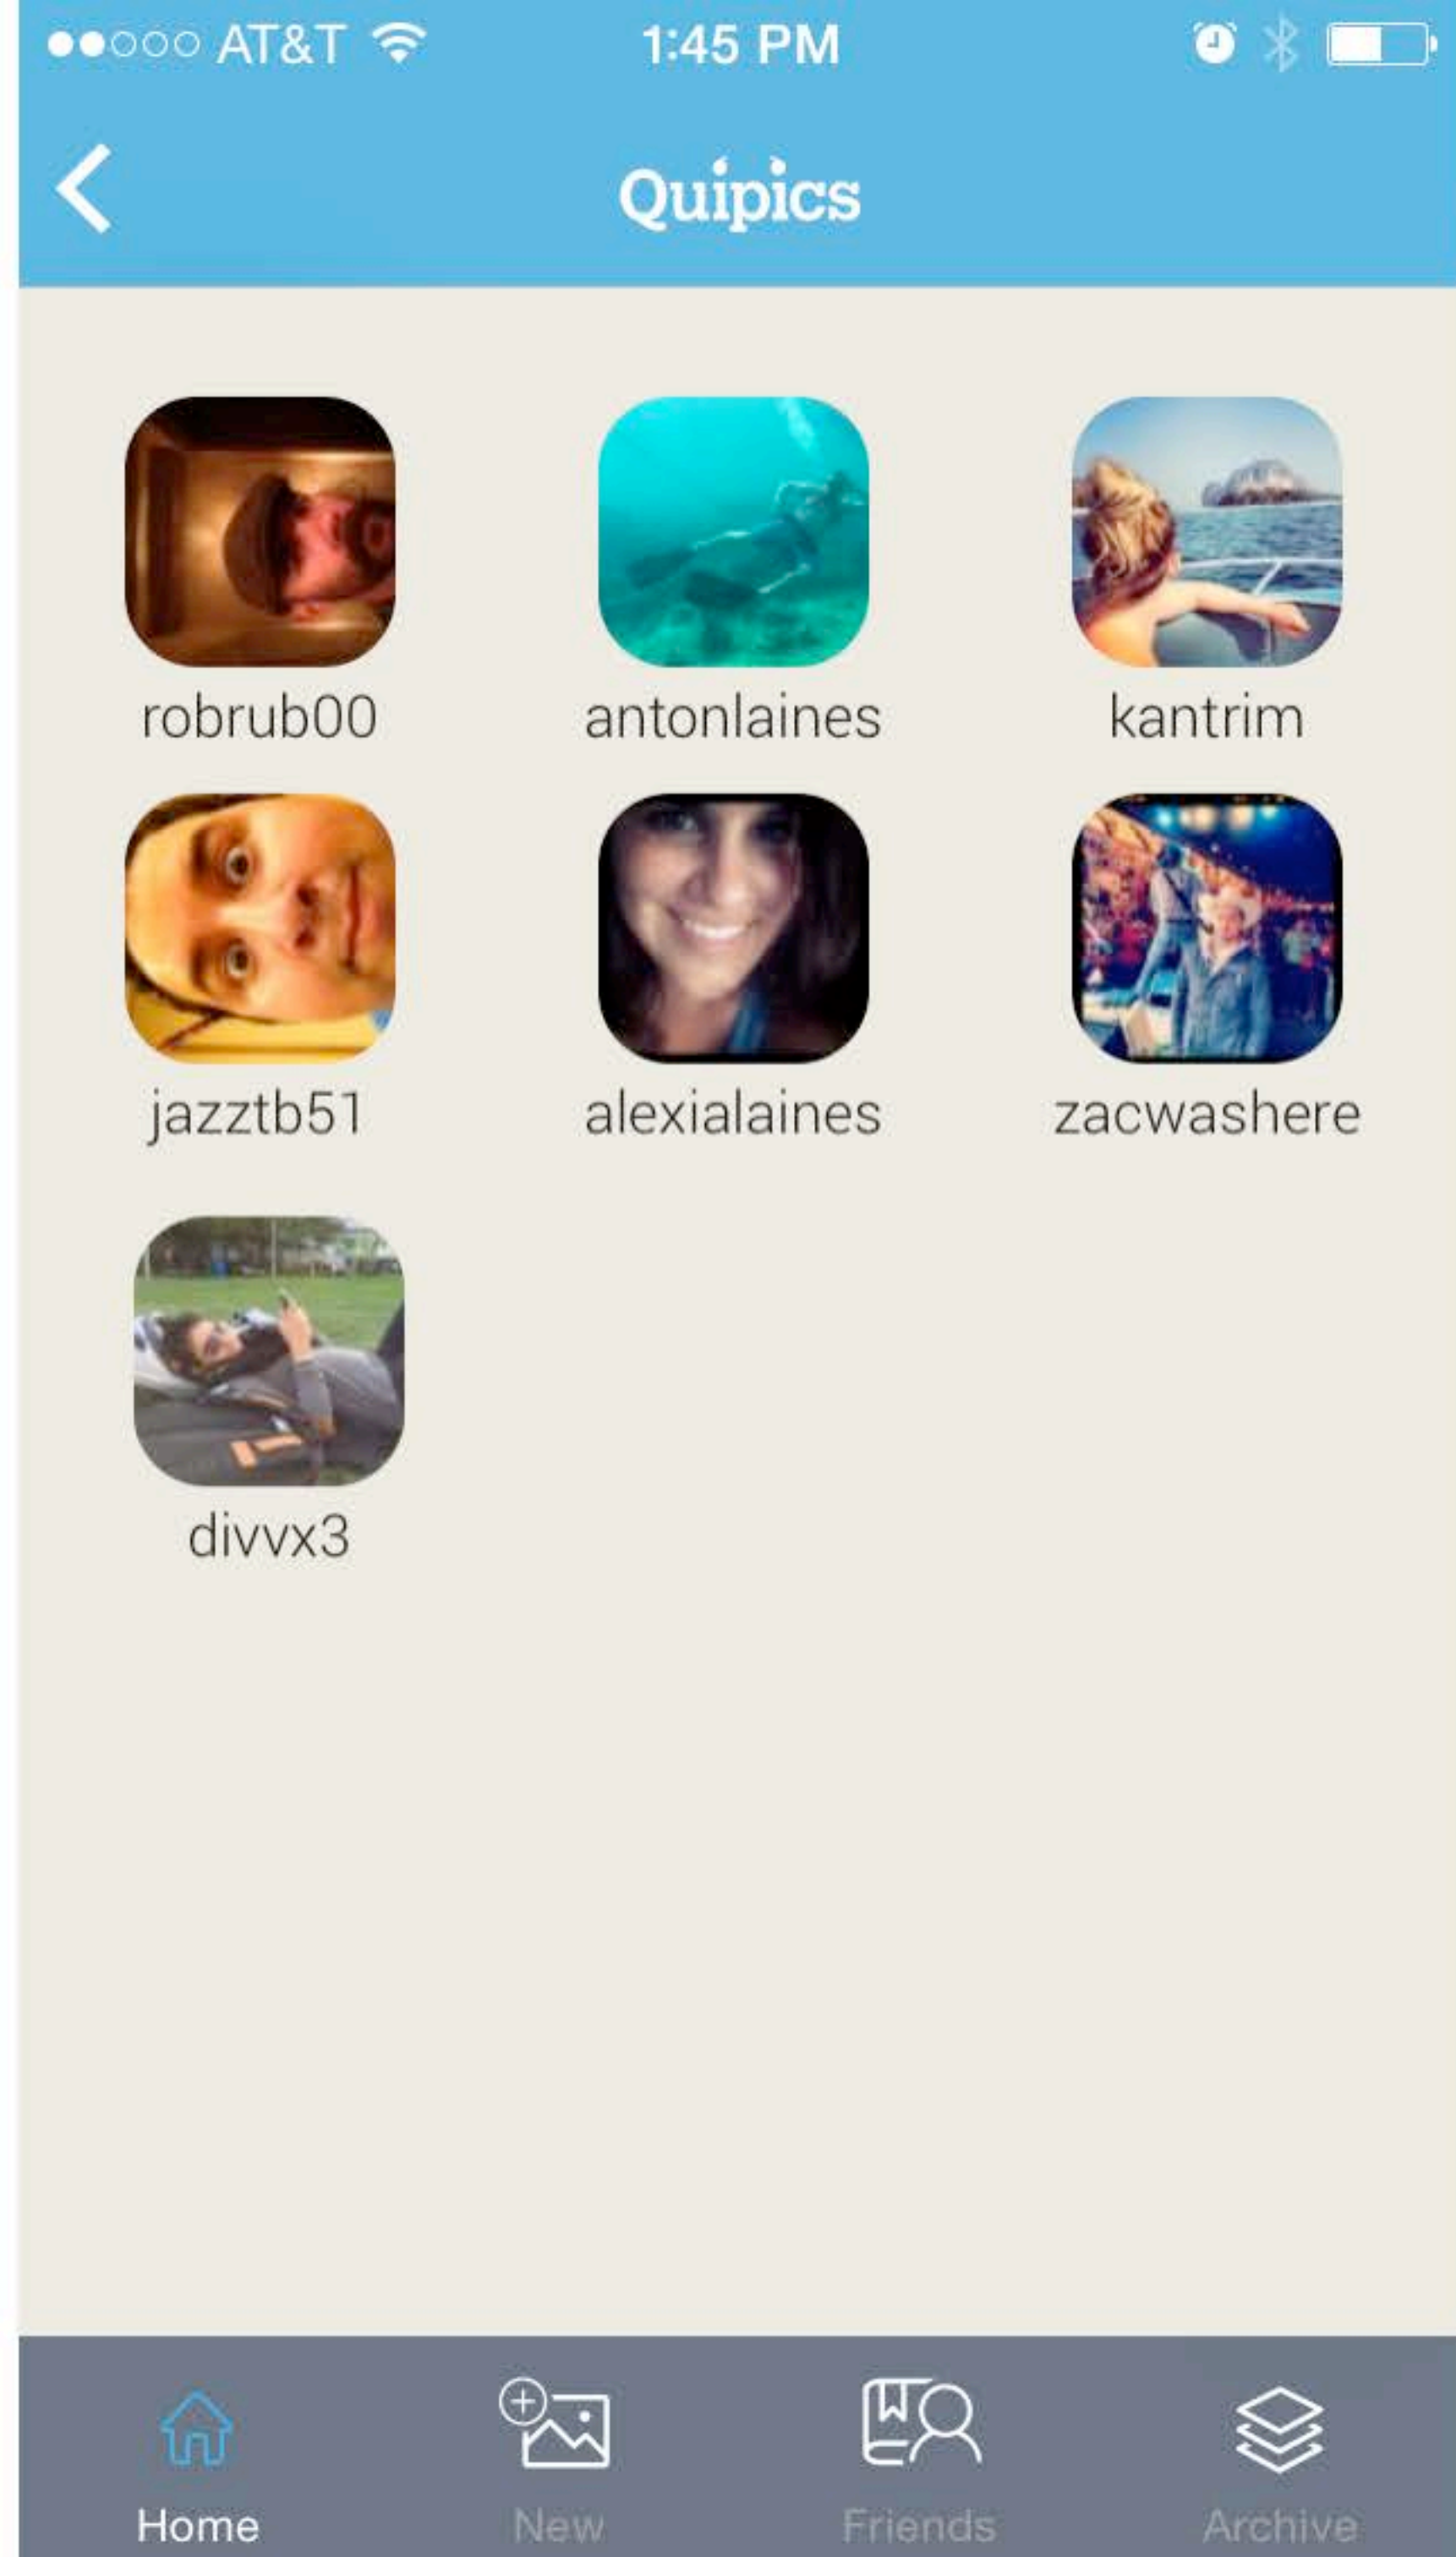 AT&T 1:45 PM
Quipics
robrub00 antonlaines kantrim
jazztb51 alexialaines zacwashere
divvx3
Home New Friends Archive